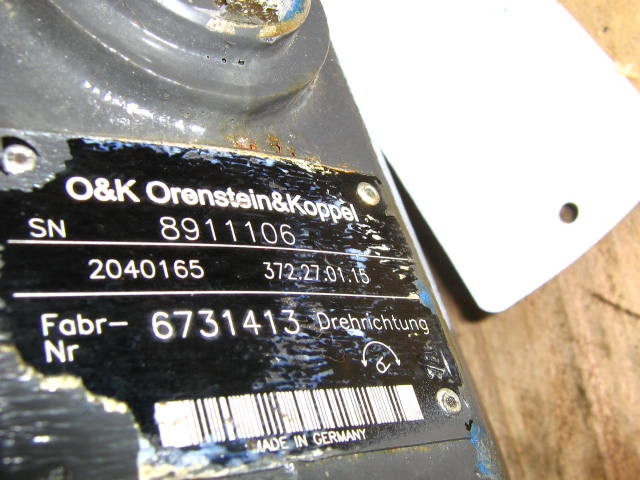 O&K Orenstein&Koppel
SN 8911106
2040165 372.27.01.15
Fabr- 6731413 Drehrichtung
Nr
MADE IN GERMANY